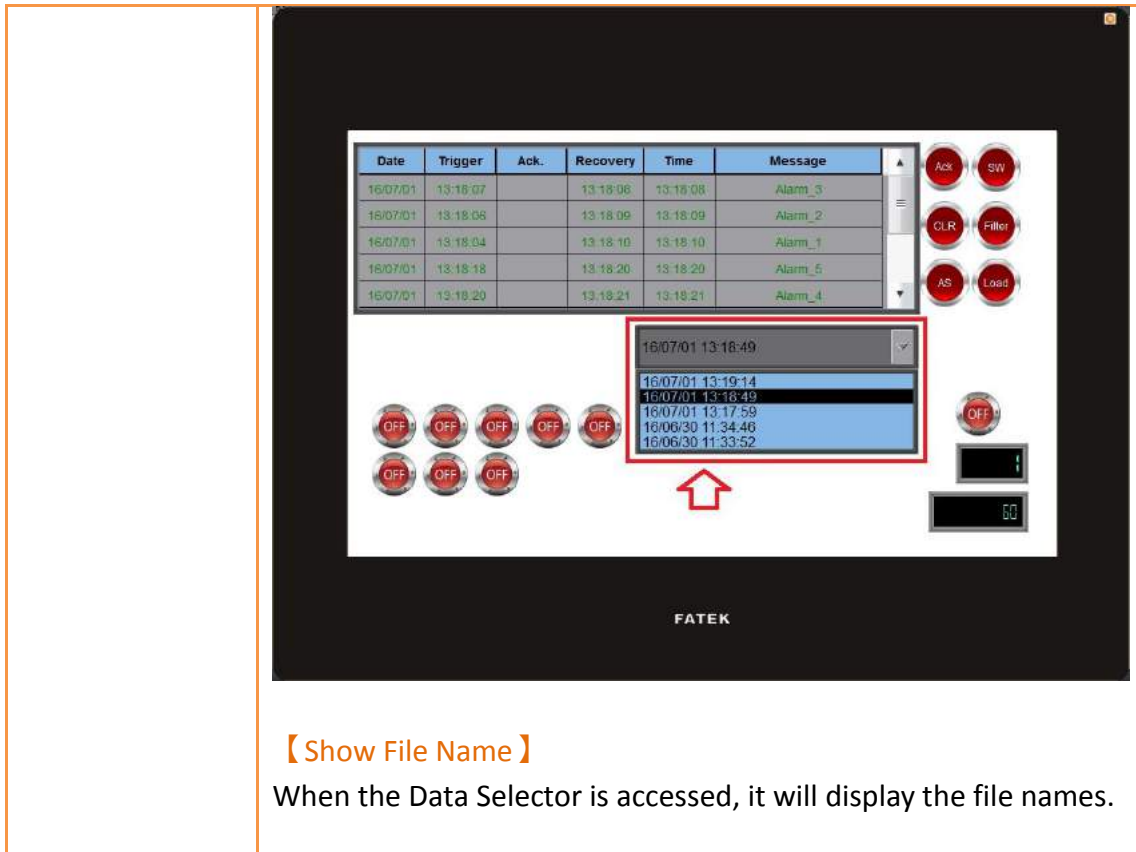 Date Trigger Ack. Recovery Time Message
16/07/01 13:18:07 13:18:08 13:18:08 Alarm_3
16/07/01 13:18:06 13:18:09 13:18:09 Alarm_2
16/07/01 13:18:04 13:18:10 13:18:10 Alarm_1
16/07/01 13:18:18 13:18:20 13:18:20 Alarm_5
16/07/01 13:18:20 13:18:21 13:18:21 Alarm_4
Ack SW
CLR Filter
AS Load
16/07/01 13:18:49
16/07/01 13:19:14
16/07/01 13:18:49
16/07/01 13:17:59
16/06/30 11:34:46
16/06/30 11:33:52
OFF OFF OFF OFF OFF
OFF OFF OFF
OFF
1
60
FATEK
【Show File Name】
When the Data Selector is accessed, it will display the file names.